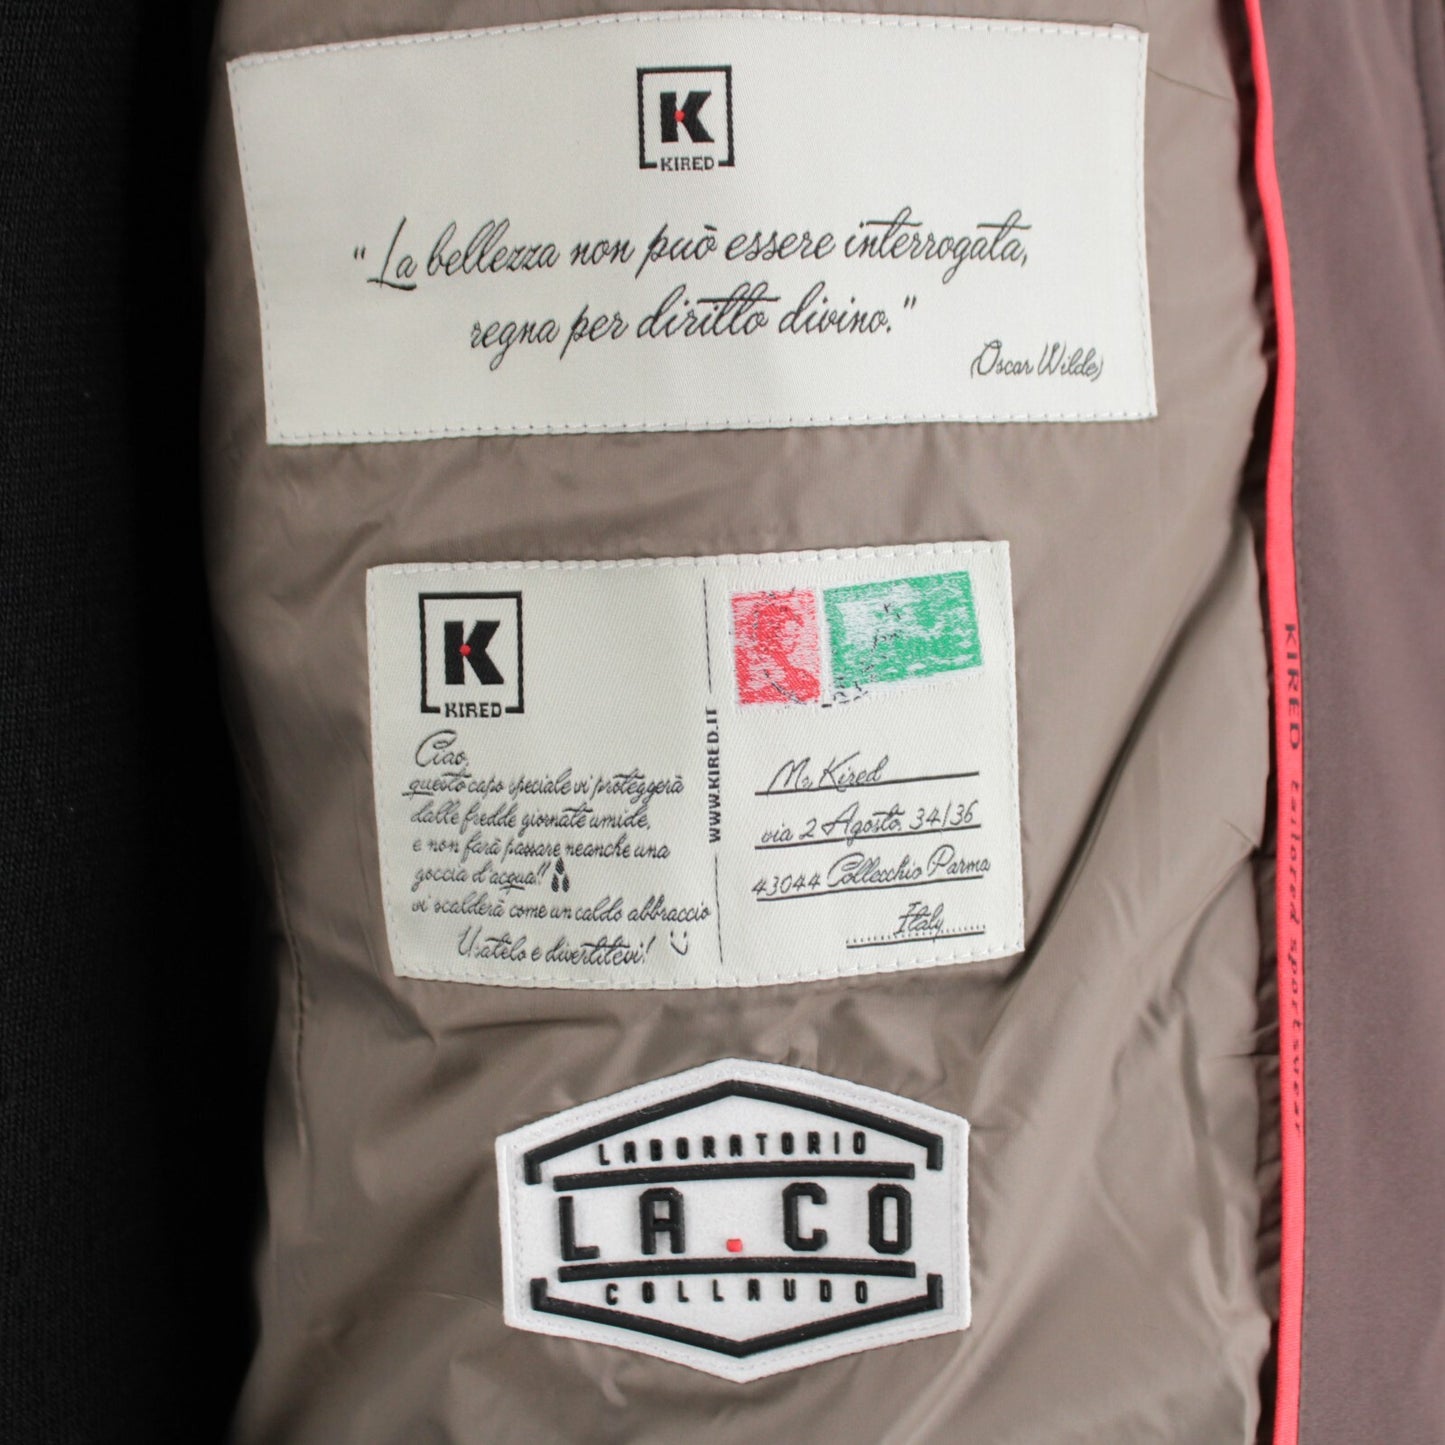 K
KIRED
"La bellezza non può essere interrogata,
regna per diritto divino."
(Oscar Wilde)
K
KIRED
Ciao,
questo capo speciale vi proteggerà
dalle fredde giornate umide,
e non farà passare neanche una
goccia d'acqua!!
vi scalderà come un caldo abbraccio
Usatelo e divertitevi! :)
WWW.KIRED.IT
Mr. Kired
via 2 Agosto, 34/36
43044 Collecchio Parma
Italy
LABORATORIO
LA.CO
COLLAUDO
KIRED tailored sportswear